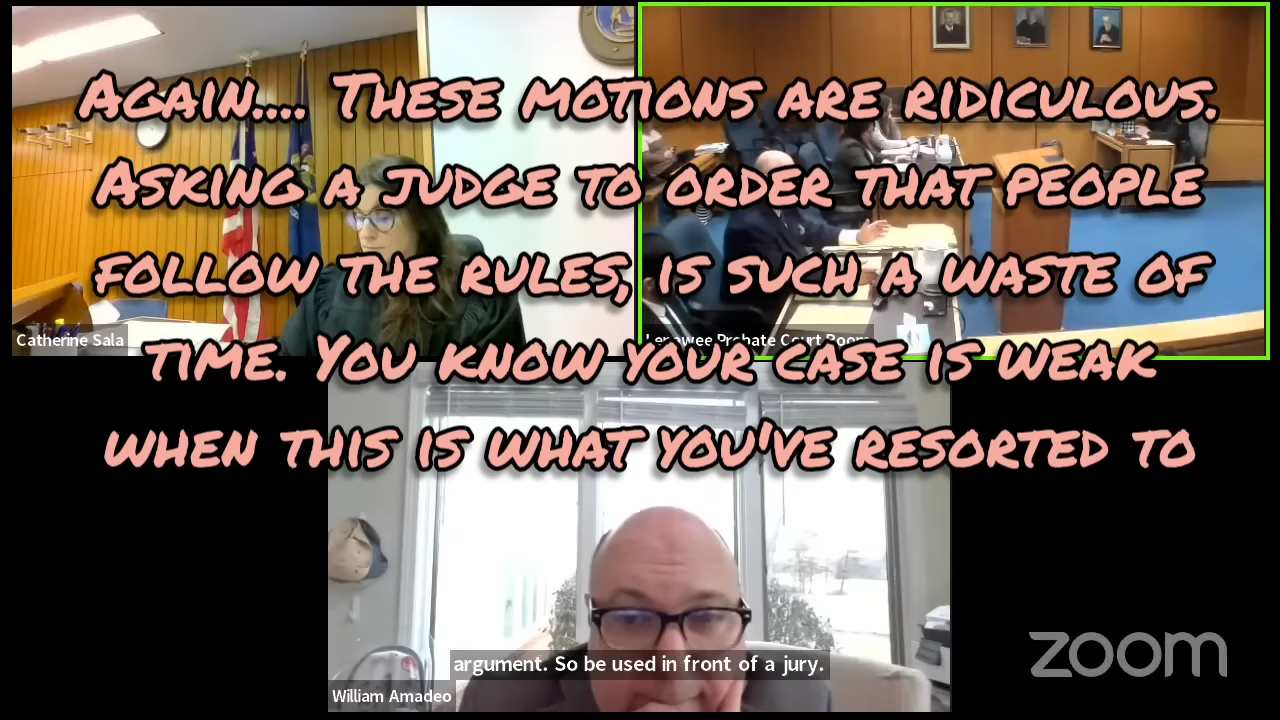 Again.... These motions are ridiculous.
Asking a judge to order that people
follow the rules, is such a waste of
time. You know your case is weak
when this is what you've resorted to
Catherine Sala
Lenawee Probate Court Room
argument. So be used in front of a jury.
William Amadeo
zoom